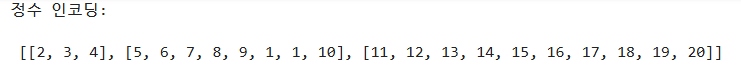 정수 인코딩:
[[2, 3, 4], [5, 6, 7, 8, 9, 1, 1, 10], [11, 12, 13, 14, 15, 16, 17, 18, 19, 20]]